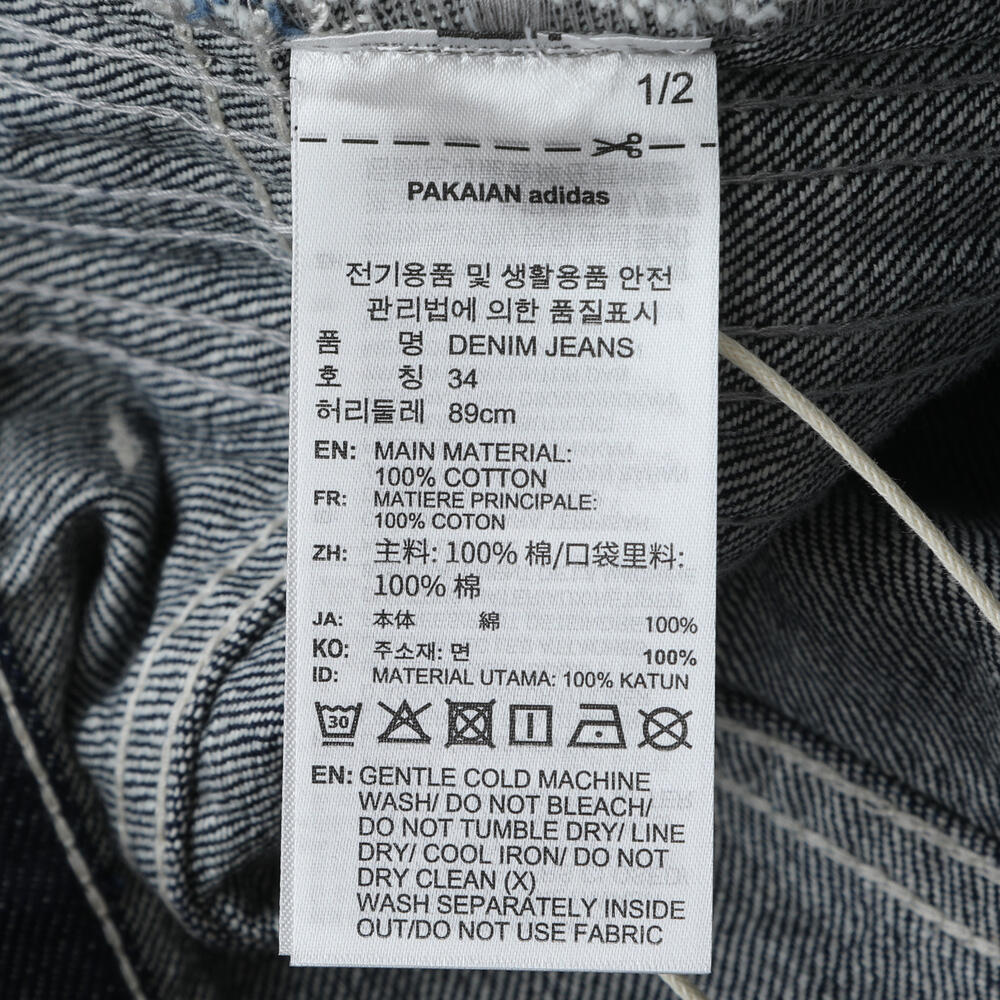 1/2
PAKAIAN adidas
전기용품 및 생활용품 안전
관리법에 의한 품질표시
품 명 DENIM JEANS
호 칭 34
허리둘레 89cm
EN: MAIN MATERIAL:
100% COTTON
FR: MATIERE PRINCIPALE:
100% COTON
ZH: 主料: 100% 棉/口袋里料:
100% 棉
JA: 本体 綿 100%
KO: 주소재: 면 100%
ID: MATERIAL UTAMA: 100% KATUN
30
EN: GENTLE COLD MACHINE
WASH/ DO NOT BLEACH/
DO NOT TUMBLE DRY/ LINE
DRY/ COOL IRON/ DO NOT
DRY CLEAN (X)
WASH SEPARATELY INSIDE
OUT/DO NOT USE FABRIC